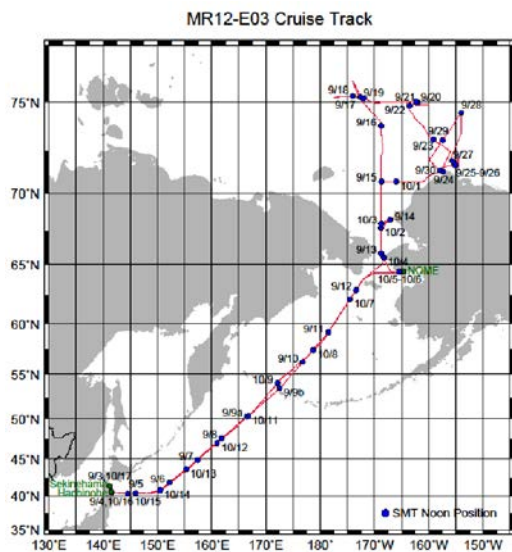 MR12-E03 Cruise Track
75°N
70°N
65°N
60°N
55°N
50°N
45°N
40°N
35°N
130°E 140°E 150°E 160°E 170°E 180° 170°W 160°W 150°W
9/18
9/19
9/17
9/21
9/20
9/22
9/28
9/16
9/29
9/23
9/27
9/30
9/25-9/26
9/24
9/15
10/1
10/3
9/14
10/2
9/13
10/4
NOME
10/5-10/6
9/12
10/7
9/11
10/8
9/10
10/9
9/9b
9/9a
10/11
9/8
10/12
9/7
10/13
9/6
10/14
9/3, 10/17
9/5
Sekinehama
Hachinohe
9/4, 10/16
10/15
SMT Noon Position